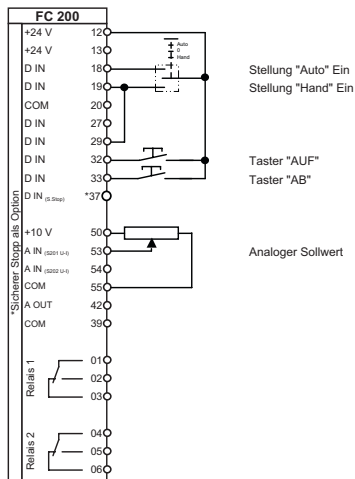 FC 200
+24 V 12
Auto
+24 V 13
0
Hand
D IN 18 Stellung "Auto" Ein
D IN 19 Stellung "Hand" Ein
COM 20
D IN 27
D IN 29
D IN 32 Taster "AUF"
D IN 33 Taster "AB"
D IN (S.Stop) *37
*Sicherer Stopp als Option
+10 V 50
A IN (S201 U-I) 53 Analoger Sollwert
A IN (S202 U-I) 54
COM 55
A OUT 42
COM 39
Relais 1
01
02
03
Relais 2
04
05
06